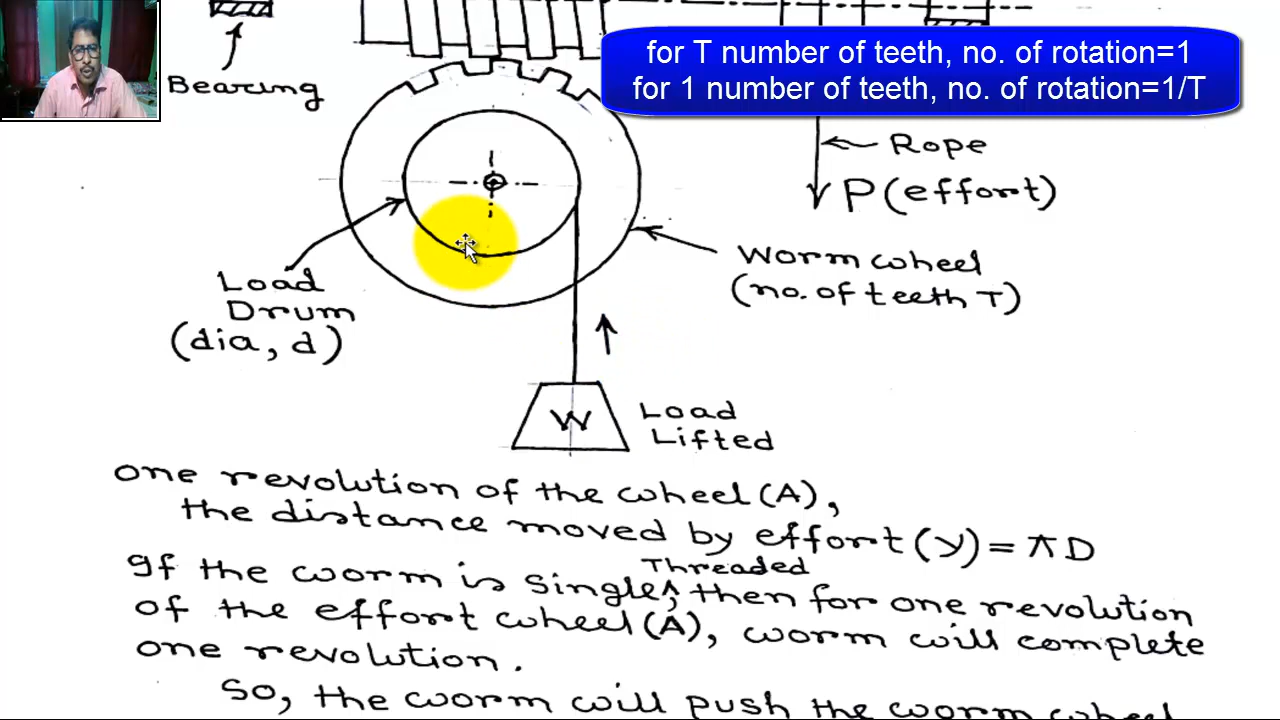 for T number of teeth, no. of rotation=1
for 1 number of teeth, no. of rotation=1/T
Bearing
Rope
P (effort)
Worm wheel
(no. of teeth T)
Load
Drum
(dia, d)
W
Load
Lifted
one revolution of the wheel (A),
the distance moved by effort (y) = πD
Threaded
If the worm is single^, then for one revolution
of the effort wheel (A), worm will complete
one revolution.
So, the worm will push the worm wheel